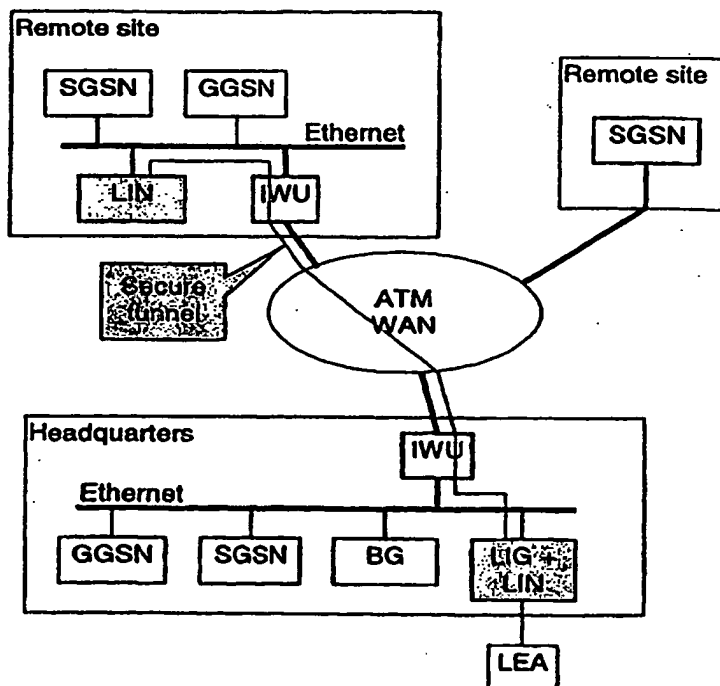 Remote site
SGSN
GGSN
Ethernet
LIN
IWU
Remote site
SGSN
Secure
tunnel
ATM
WAN
Headquarters
IWU
Ethernet
GGSN
SGSN
BG
LIG +
LIN
LEA